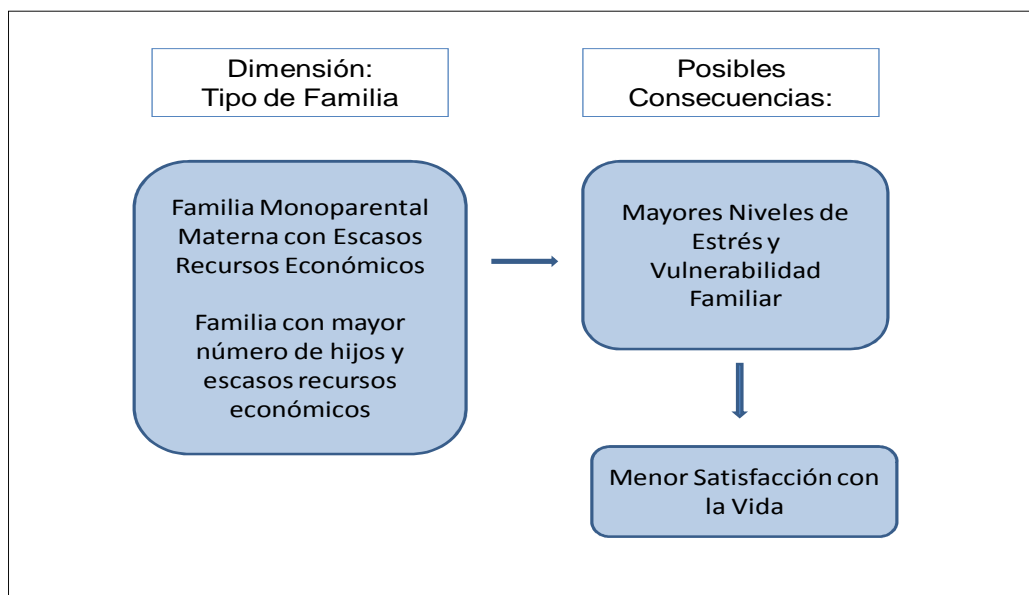 Dimensión:
Tipo de Familia
Posibles
Consecuencias:
Familia Monoparental
Materna con Escasos
Recursos Económicos
Familia con mayor
número de hijos y
escasos recursos
económicos
Mayores Niveles de
Estrés y
Vulnerabilidad
Familiar
Menor Satisfacción con
la Vida